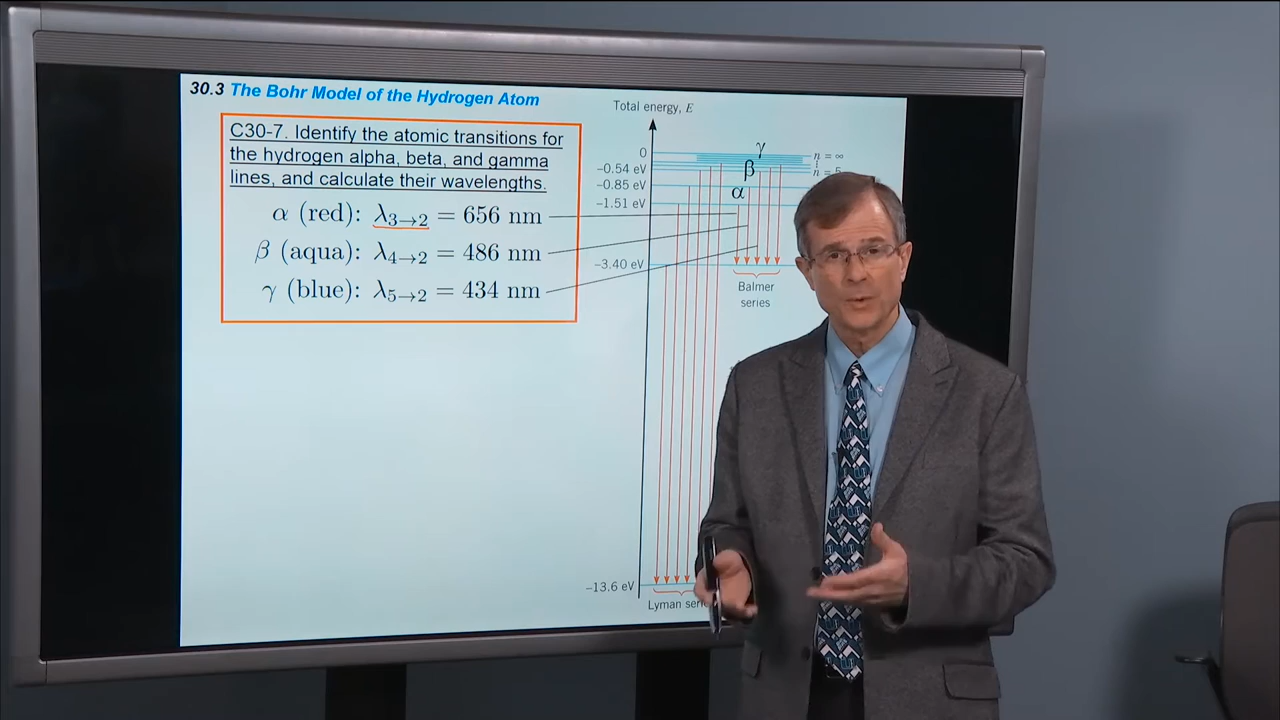 30.3 The Bohr Model of the Hydrogen Atom
C30-7. Identify the atomic transitions for
the hydrogen alpha, beta, and gamma
lines, and calculate their wavelengths.
α (red): λ3→2 = 656 nm
β (aqua): λ4→2 = 486 nm
γ (blue): λ5→2 = 434 nm
Total energy, E
0
−0.54 eV
−0.85 eV
−1.51 eV
−3.40 eV
−13.6 eV
γ
β
α
n = ∞
n = 5
Balmer
series
Lyman